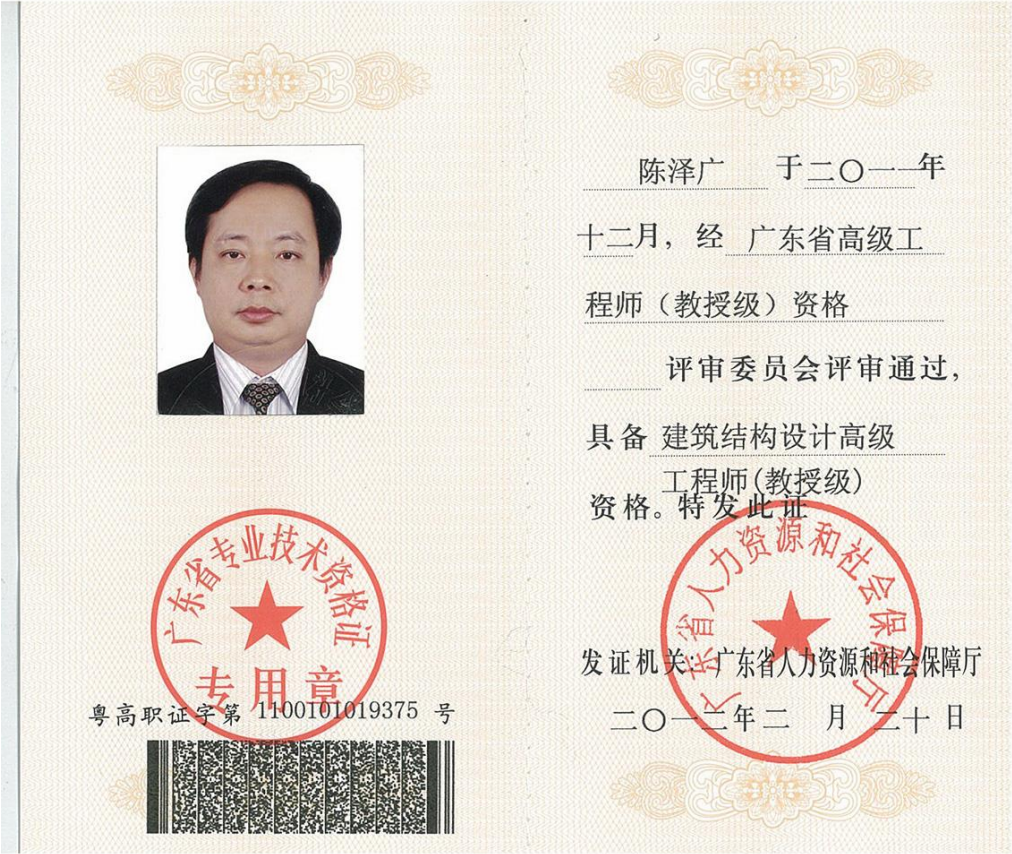 广东省专业技术资格证
专用章
粤高职证字第 1100101019375 号
陈泽广 于二〇一一年
十二月，经 广东省高级工
程师（教授级）资格
评审委员会评审通过，
具备 建筑结构设计高级
工程师(教授级)
资格。特发此证
广东省人力资源和社会保障厅
发证机关：广东省人力资源和社会保障厅
二〇一二年二 月 二十日